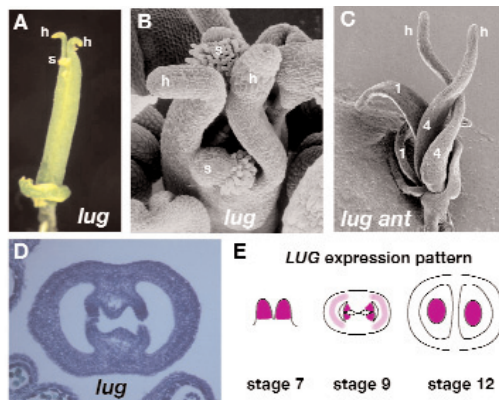 A
h
h
s
lug
B
s
h
h
s
lug
C
h
h
1
4
1
4
lug ant
D
lug
E
LUG expression pattern
stage 7
stage 9
stage 12